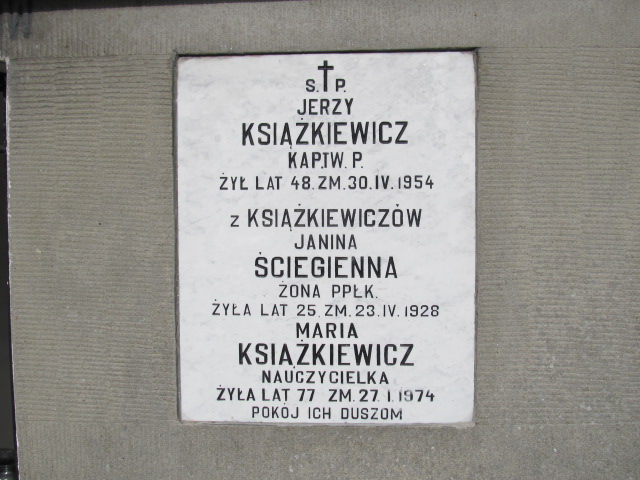 Ś. P.
JERZY
KSIĄŻKIEWICZ
KAPT.W. P.
ŻYŁ LAT 48. ZM. 30. IV. 1954
Z KSIĄŻKIEWICZÓW
JANINA
ŚCIEGIENNA
ŻONA PPŁK.
ŻYŁA LAT 25. ZM. 23. IV. 1928
MARIA
KSIĄŻKIEWICZ
NAUCZYCIELKA
ŻYŁA LAT 77 ZM. 27. I. 1974
POKÓJ ICH DUSZOM